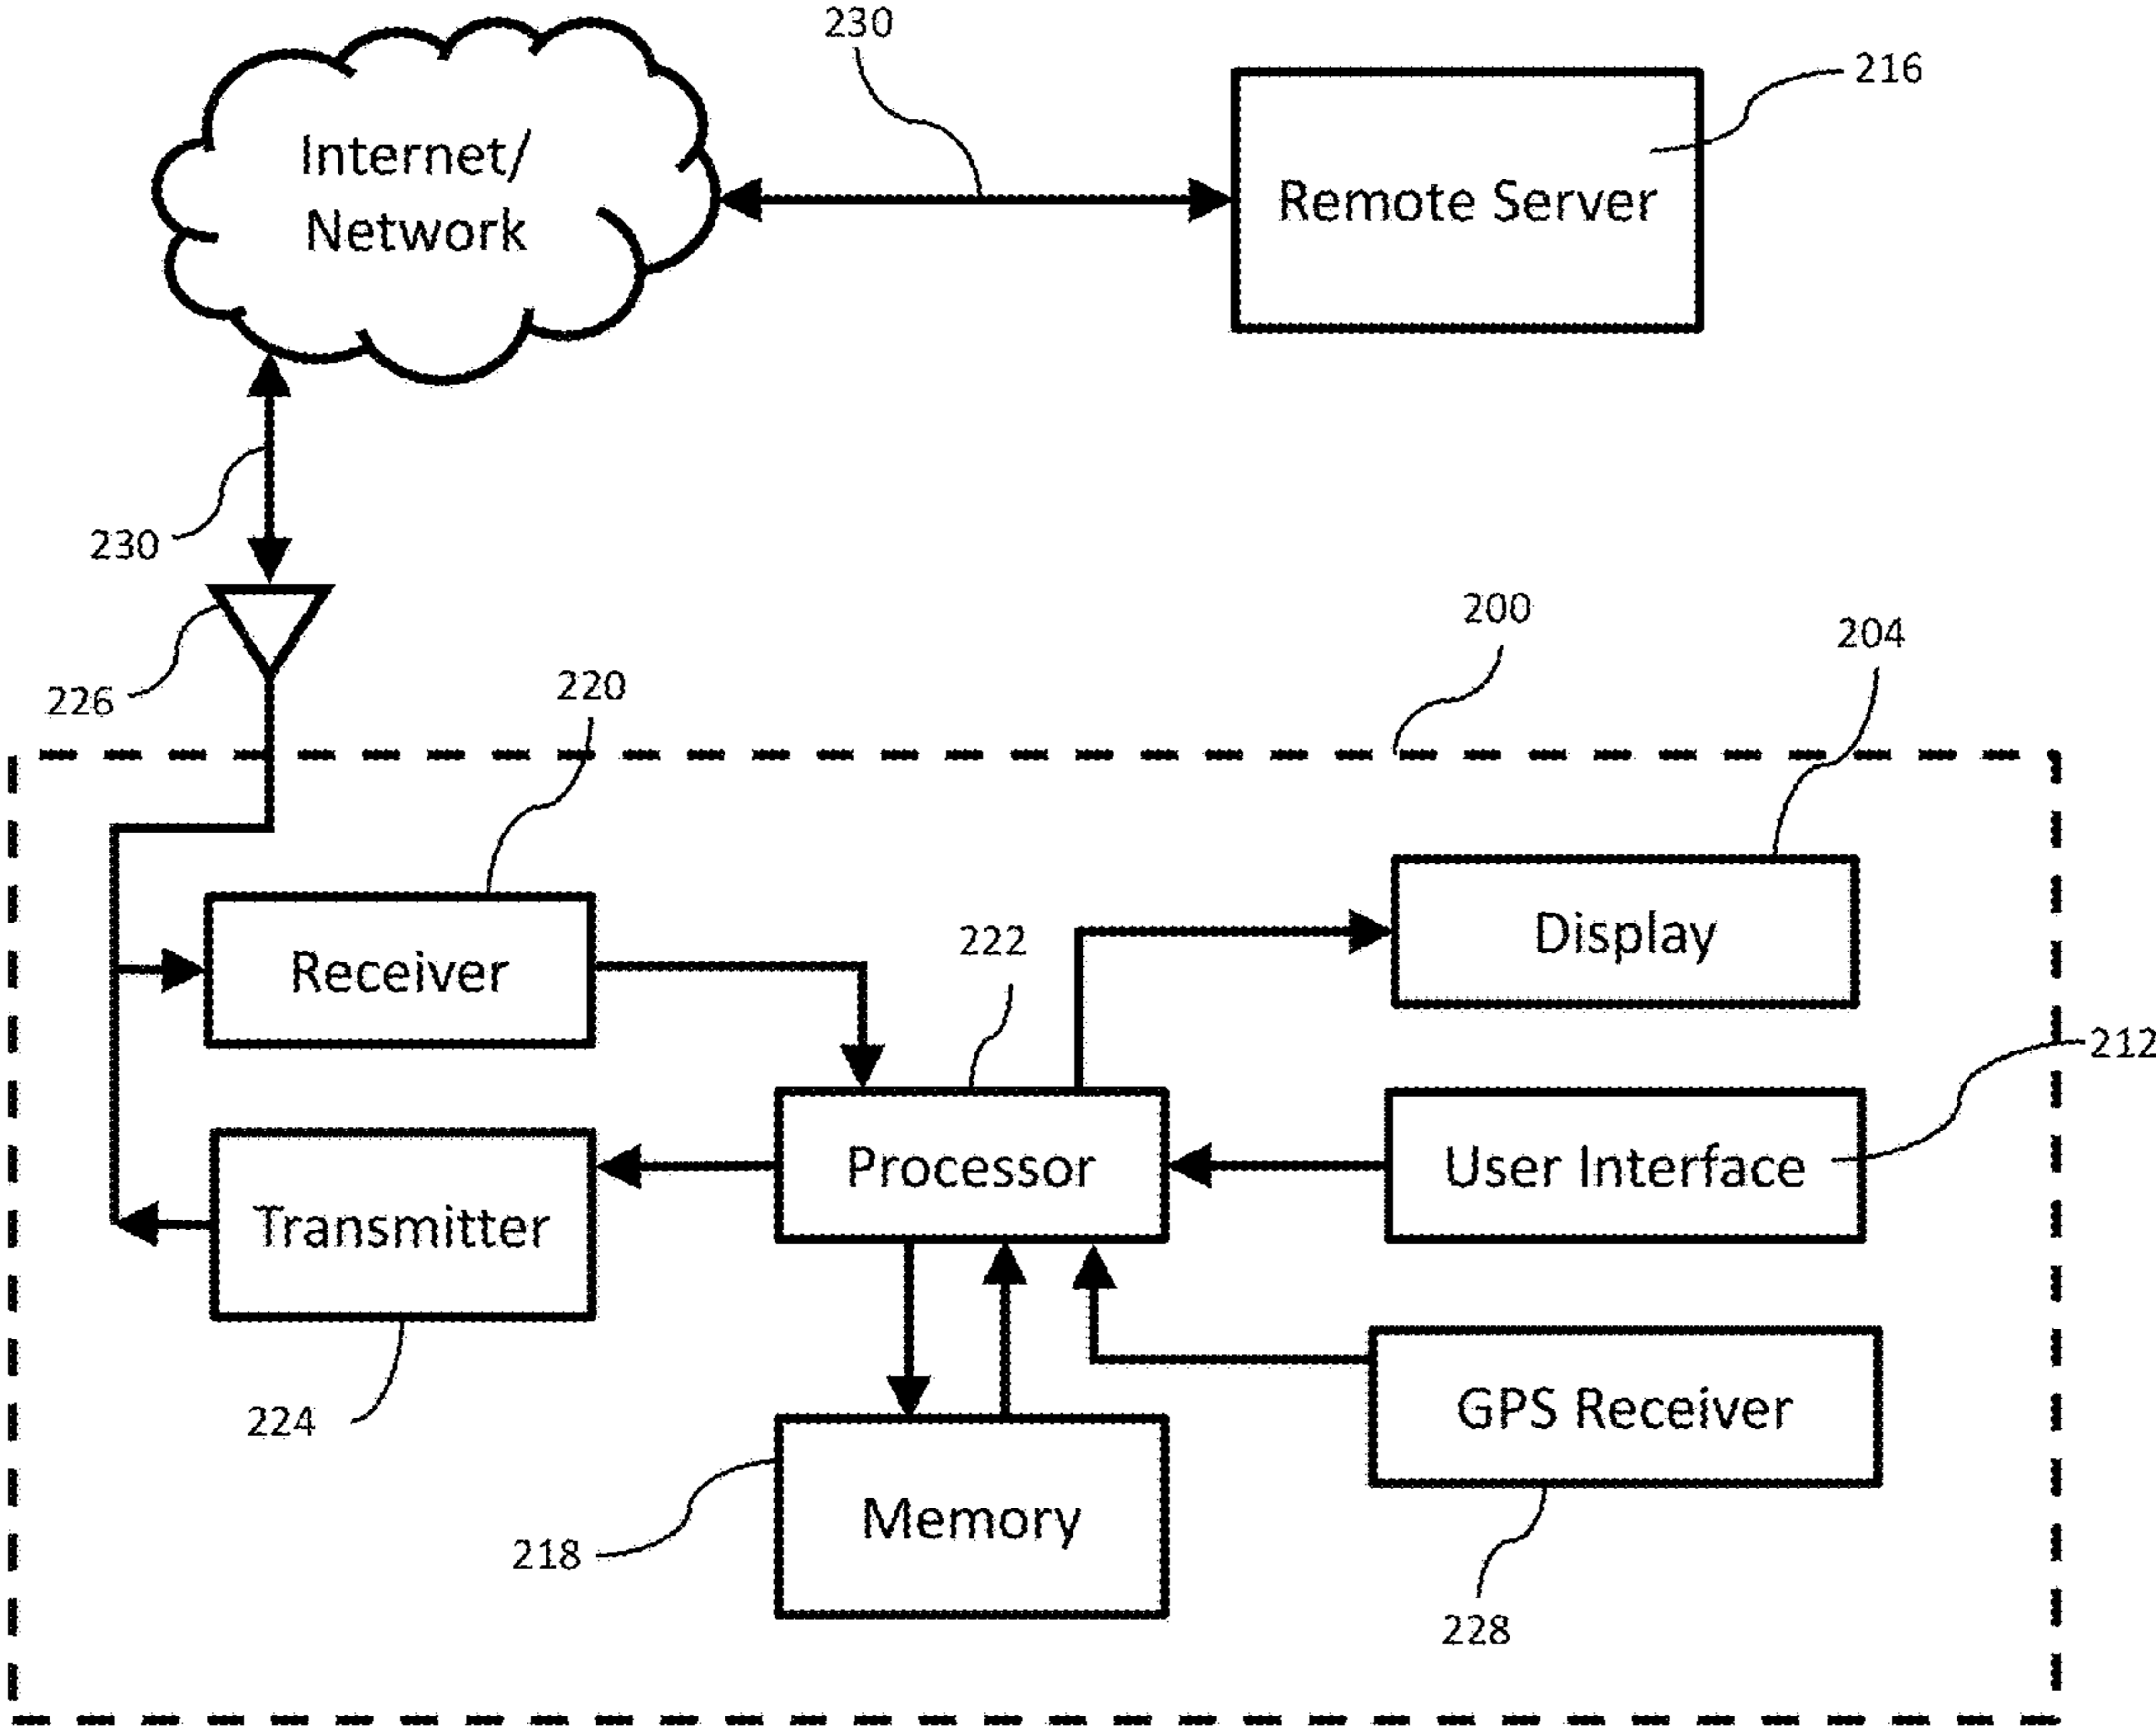 230
216
Internet/
Network
Remote Server
230
200
204
226
220
222
Display
Receiver
212
Processor
User Interface
Transmitter
224
GPS Receiver
Memory
218
228